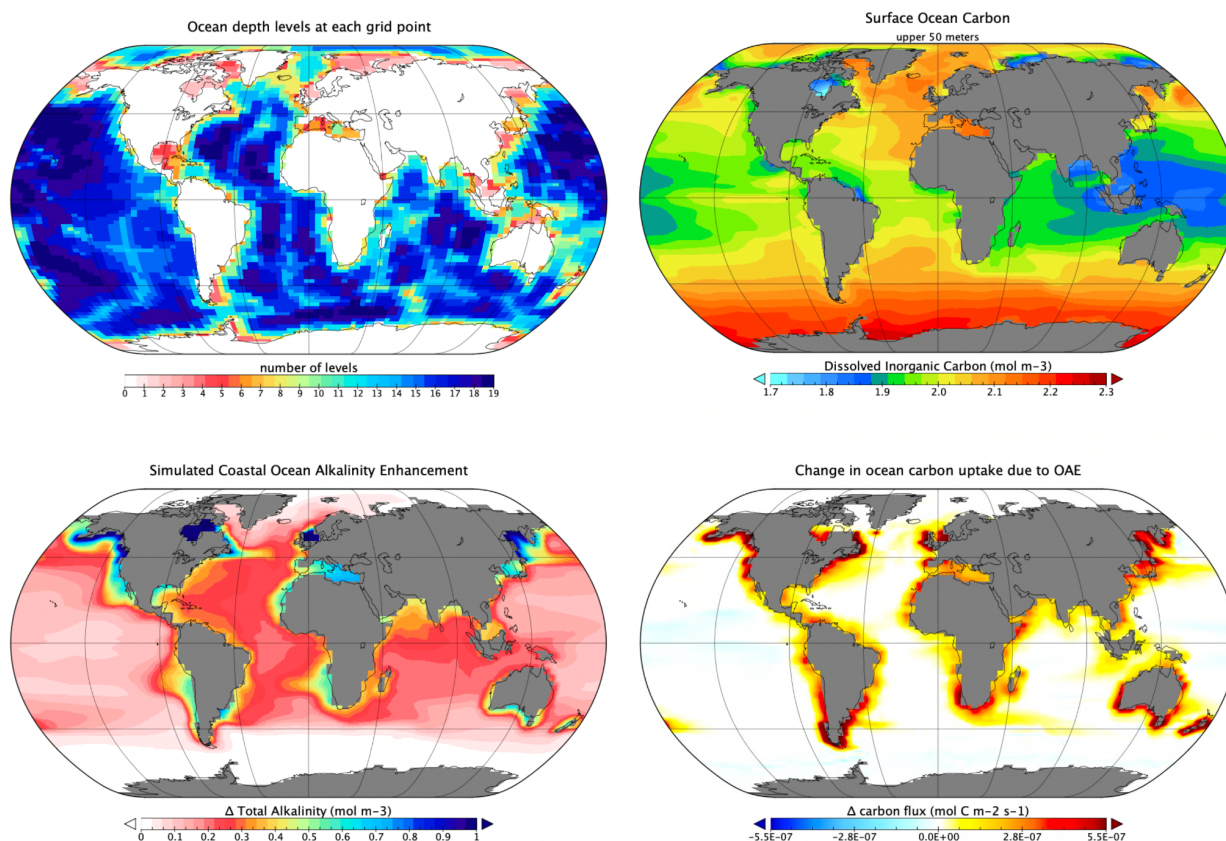 Ocean depth levels at each grid point
number of levels
0 1 2 3 4 5 6 7 8 9 10 11 12 13 14 15 16 17 18 19
Surface Ocean Carbon
upper 50 meters
Dissolved Inorganic Carbon (mol m-3)
1.7 1.8 1.9 2.0 2.1 2.2 2.3
Simulated Coastal Ocean Alkalinity Enhancement
Δ Total Alkalinity (mol m-3)
0 0.1 0.2 0.3 0.4 0.5 0.6 0.7 0.8 0.9 1
Change in ocean carbon uptake due to OAE
Δ carbon flux (mol C m-2 s-1)
-5.5E-07 -2.8E-07 0.0E+00 2.8E-07 5.5E-07